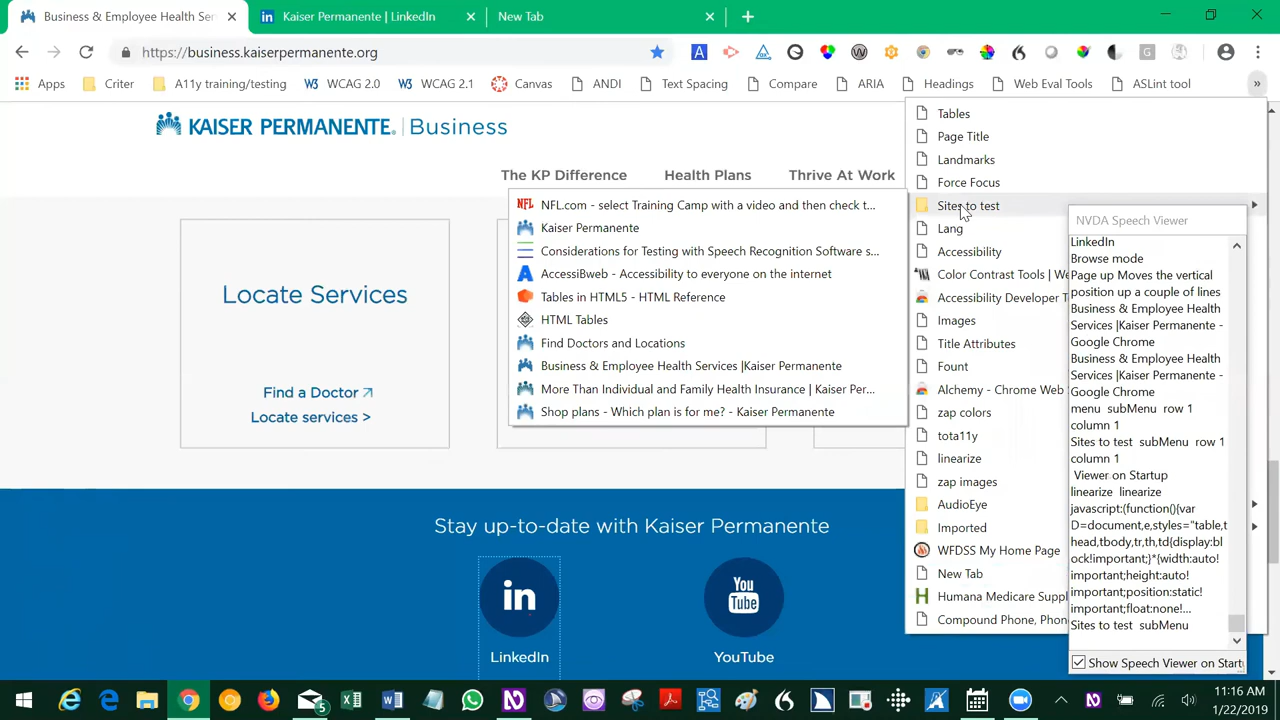 Business & Employee Health Ser
Kaiser Permanente | LinkedIn
New Tab
https://business.kaiserpermanente.org
Apps
Criter
A11y training/testing
WCAG 2.0
WCAG 2.1
Canvas
ANDI
Text Spacing
Compare
ARIA
Headings
Web Eval Tools
ASLint tool
KAISER PERMANENTE. | Business
The KP Difference
Health Plans
Thrive At Work
Locate Services
Find a Doctor
Locate services >
NFL.com - select Training Camp with a video and then check t...
Kaiser Permanente
Considerations for Testing with Speech Recognition Software s...
AccessiBweb - Accessibility to everyone on the internet
Tables in HTML5 - HTML Reference
HTML Tables
Find Doctors and Locations
Business & Employee Health Services |Kaiser Permanente
More Than Individual and Family Health Insurance | Kaiser Per...
Shop plans - Which plan is for me? - Kaiser Permanente
Tables
Page Title
Landmarks
Force Focus
Sites to test
Lang
Accessibility
Color Contrast Tools | We
Accessibility Developer T
Images
Title Attributes
Fount
Alchemy - Chrome Web
zap colors
tota11y
linearize
zap images
AudioEye
Imported
WFDSS My Home Page
New Tab
Humana Medicare Suppl
Compound Phone, Phon
NVDA Speech Viewer
LinkedIn
Browse mode
Page up Moves the vertical
position up a couple of lines
Business & Employee Health
Services |Kaiser Permanente -
Google Chrome
Business & Employee Health
Services |Kaiser Permanente -
Google Chrome
menu subMenu row 1
column 1
Sites to test subMenu row 1
column 1
Viewer on Startup
linearize linearize
javascript:(function(){var
D=document,e,styles="table,t
head,tbody,tr,th,td{display:bl
ock!important;}*{width:auto!
important;height:auto!
important;position:static!
important;float:none!...
Sites to test subMenu
Show Speech Viewer on Start
Stay up-to-date with Kaiser Permanente
in
You
Tube
LinkedIn
YouTube
5
11:16 AM
1/22/2019